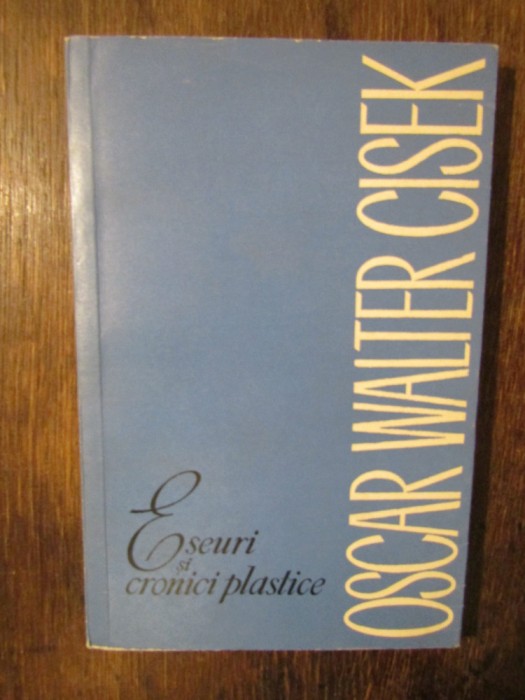 OSCAR WALTER CISEK
Eseuri
și
cronici plastice